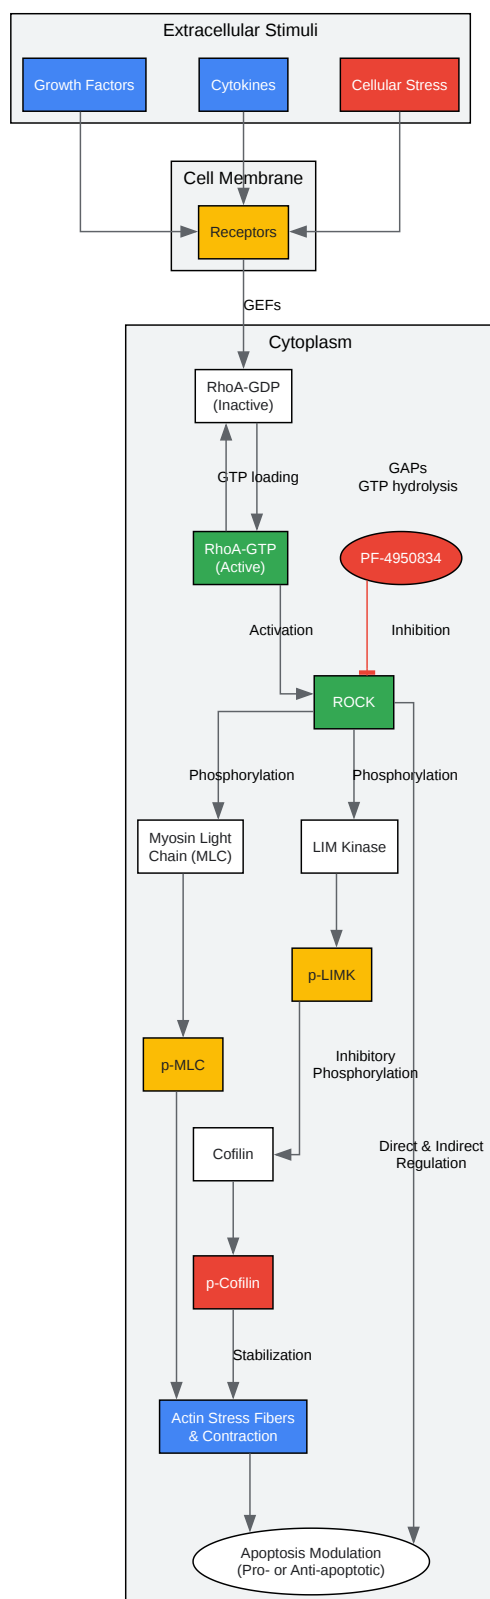 Extracellular Stimuli
Growth Factors
Cytokines
Cellular Stress
Cell Membrane
Receptors
GEFs
Cytoplasm
RhoA-GDP
(Inactive)
GTP loading
GAPs
GTP hydrolysis
RhoA-GTP
(Active)
PF-4950834
Activation
Inhibition
ROCK
Phosphorylation
Phosphorylation
Myosin Light
Chain (MLC)
LIM Kinase
p-LIMK
p-MLC
Inhibitory
Phosphorylation
Cofilin
Direct & Indirect
Regulation
p-Cofilin
Stabilization
Actin Stress Fibers
& Contraction
Apoptosis Modulation
(Pro- or Anti-apoptotic)